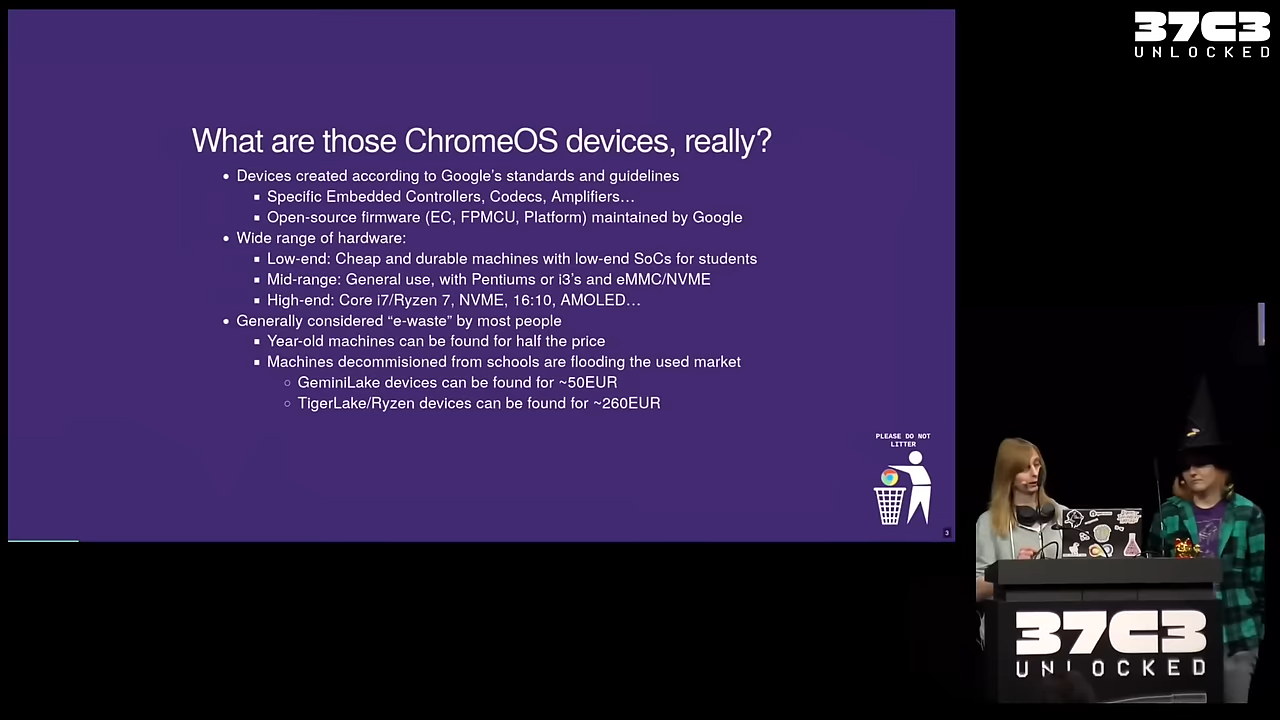 37C3
UNLOCKED
What are those ChromeOS devices, really?
• Devices created according to Google's standards and guidelines
▪ Specific Embedded Controllers, Codecs, Amplifiers…
▪ Open-source firmware (EC, FPMCU, Platform) maintained by Google
• Wide range of hardware:
▪ Low-end: Cheap and durable machines with low-end SoCs for students
▪ Mid-range: General use, with Pentiums or i3's and eMMC/NVME
▪ High-end: Core i7/Ryzen 7, NVME, 16:10, AMOLED…
• Generally considered “e-waste” by most people
▪ Year-old machines can be found for half the price
▪ Machines decommisioned from schools are flooding the used market
○ GeminiLake devices can be found for ~50EUR
○ TigerLake/Ryzen devices can be found for ~260EUR
PLEASE DO NOT
LITTER
3
37C3
UNLOCKED